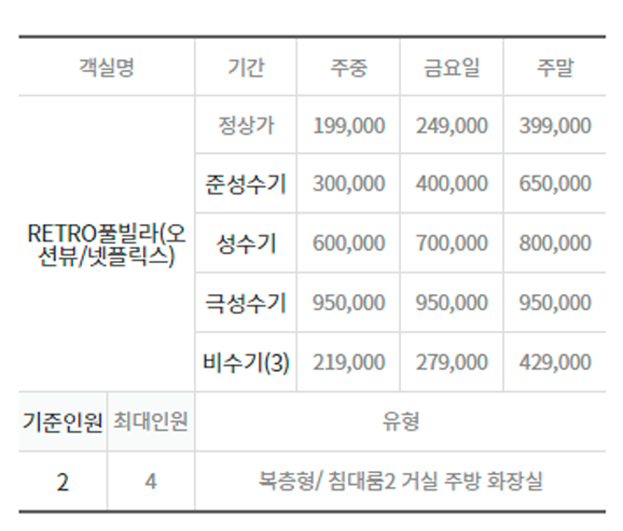 객실명 기간 주중 금요일 주말
정상가 199,000 249,000 399,000
준성수기 300,000 400,000 650,000
RETRO풀빌라(오
션뷰/넷플릭스)
성수기 600,000 700,000 800,000
극성수기 950,000 950,000 950,000
비수기(3) 219,000 279,000 429,000
기준인원 최대인원 유형
2 4 복층형/ 침대룸2 거실 주방 화장실